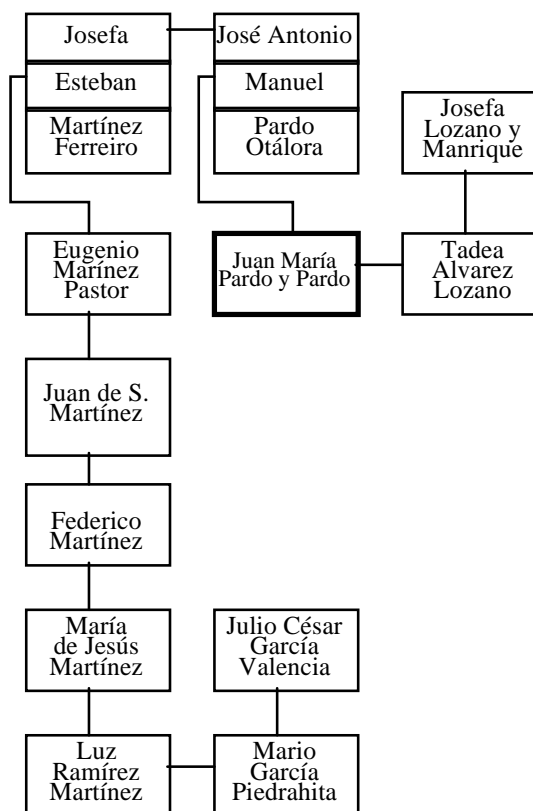 Josefa
José Antonio
Esteban
Manuel
Martínez
Ferreiro
Pardo
Otálora
Josefa
Lozano y
Manrique
Eugenio
Marínez
Pastor
Juan María
Pardo y Pardo
Tadea
Alvarez
Lozano
Juan de S.
Martínez
Federico
Martínez
María
de Jesús
Martínez
Julio César
García
Valencia
Luz
Ramírez
Martínez
Mario
García
Piedrahita